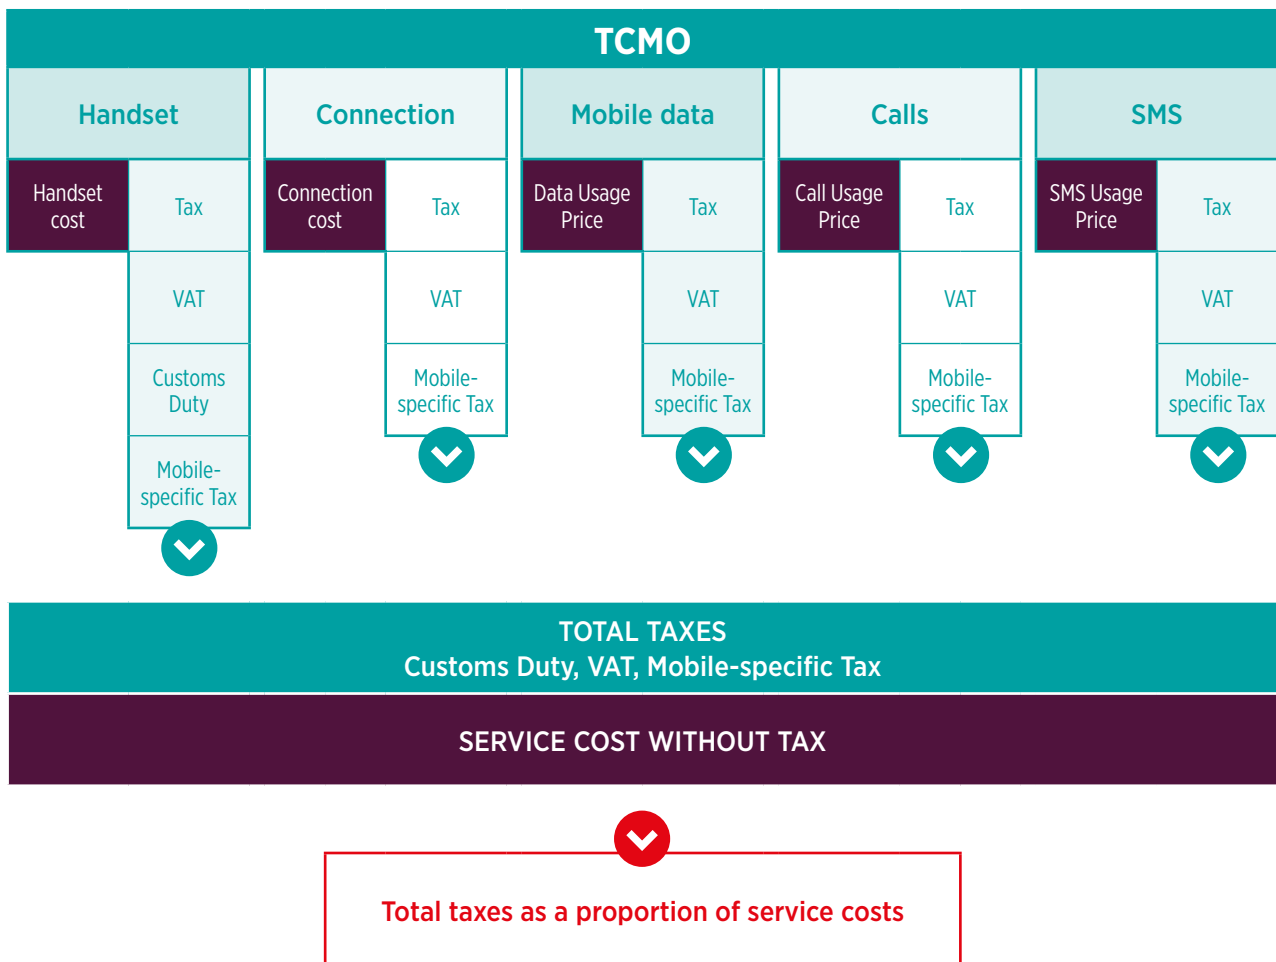 TCMO
Handset
Connection
Mobile data
Calls
SMS
Handset
cost
Tax
Connection
cost
Tax
Data Usage
Price
Tax
Call Usage
Price
Tax
SMS Usage
Price
Tax
VAT
VAT
VAT
VAT
VAT
Customs
Duty
Mobile-
specific Tax
Mobile-
specific Tax
Mobile-
specific Tax
Mobile-
specific Tax
Mobile-
specific Tax
TOTAL TAXES
Customs Duty, VAT, Mobile-specific Tax
SERVICE COST WITHOUT TAX
Total taxes as a proportion of service costs